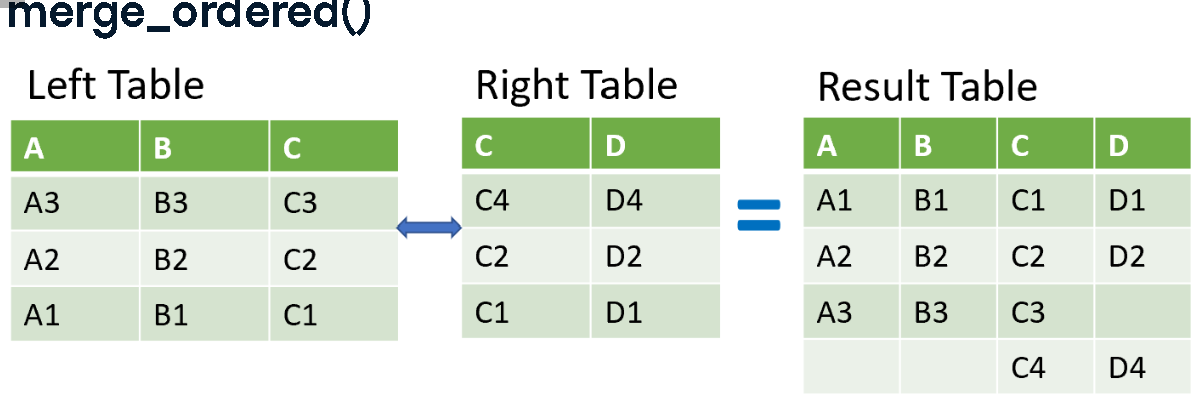 merge_ordered()
Left Table
A B C
A3 B3 C3
A2 B2 C2
A1 B1 C1
Right Table
C D
C4 D4
C2 D2
C1 D1
Result Table
A B C D
A1 B1 C1 D1
A2 B2 C2 D2
A3 B3 C3
C4 D4